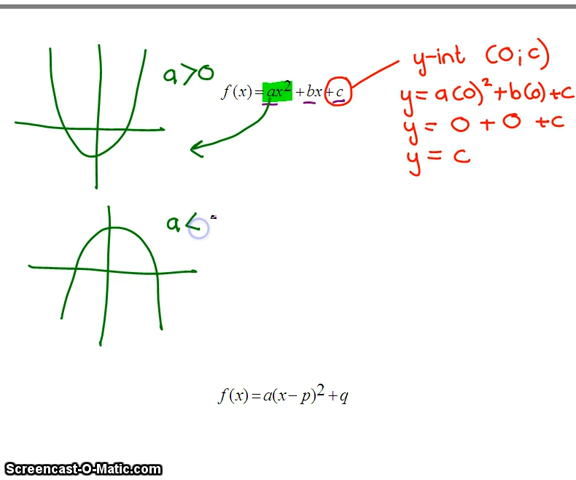 a>0
f(x)=ax²+bx+c
y-int (0;c)
y=a(0)²+b(0)+c
y= 0+0+c
y= c
a<
f(x)=a(x−p)²+q
Screencast-O-Matic.com